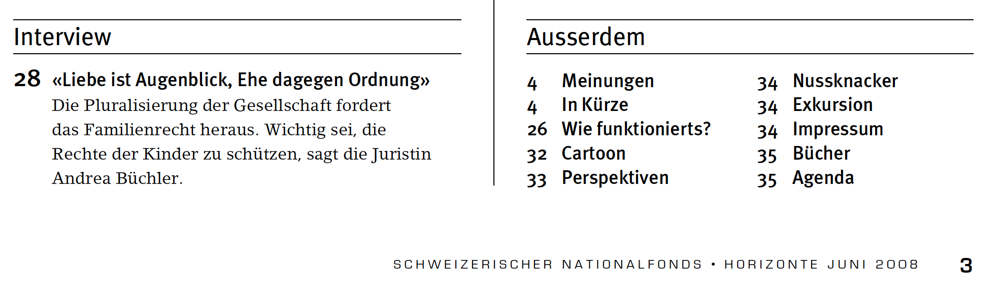 Interview
28 «Liebe ist Augenblick, Ehe dagegen Ordnung»
Die Pluralisierung der Gesellschaft fordert
das Familienrecht heraus. Wichtig sei, die
Rechte der Kinder zu schützen, sagt die Juristin
Andrea Büchler.
Ausserdem
4 Meinungen
4 In Kürze
26 Wie funktionierts?
32 Cartoon
33 Perspektiven
34 Nussknacker
34 Exkursion
34 Impressum
35 Bücher
35 Agenda
SCHWEIZERISCHER NATIONALFONDS • HORIZONTE JUNI 2008 3